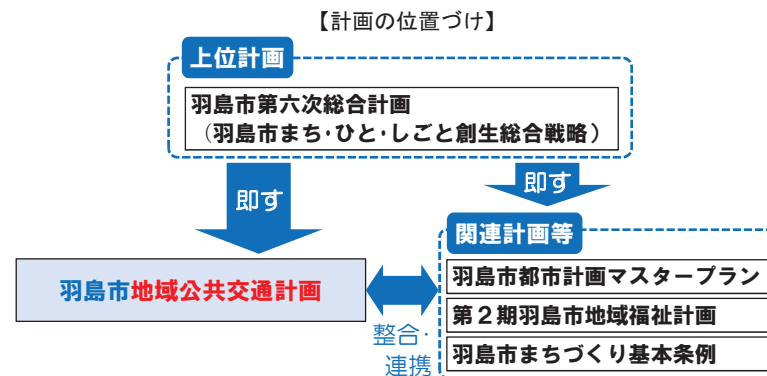 【計画の位置づけ】
上位計画
羽島市第六次総合計画
（羽島市まち・ひと・しごと創生総合戦略）
即す
即す
関連計画等
羽島市地域公共交通計画
整合・
連携
羽島市都市計画マスタープラン
第２期羽島市地域福祉計画
羽島市まちづくり基本条例